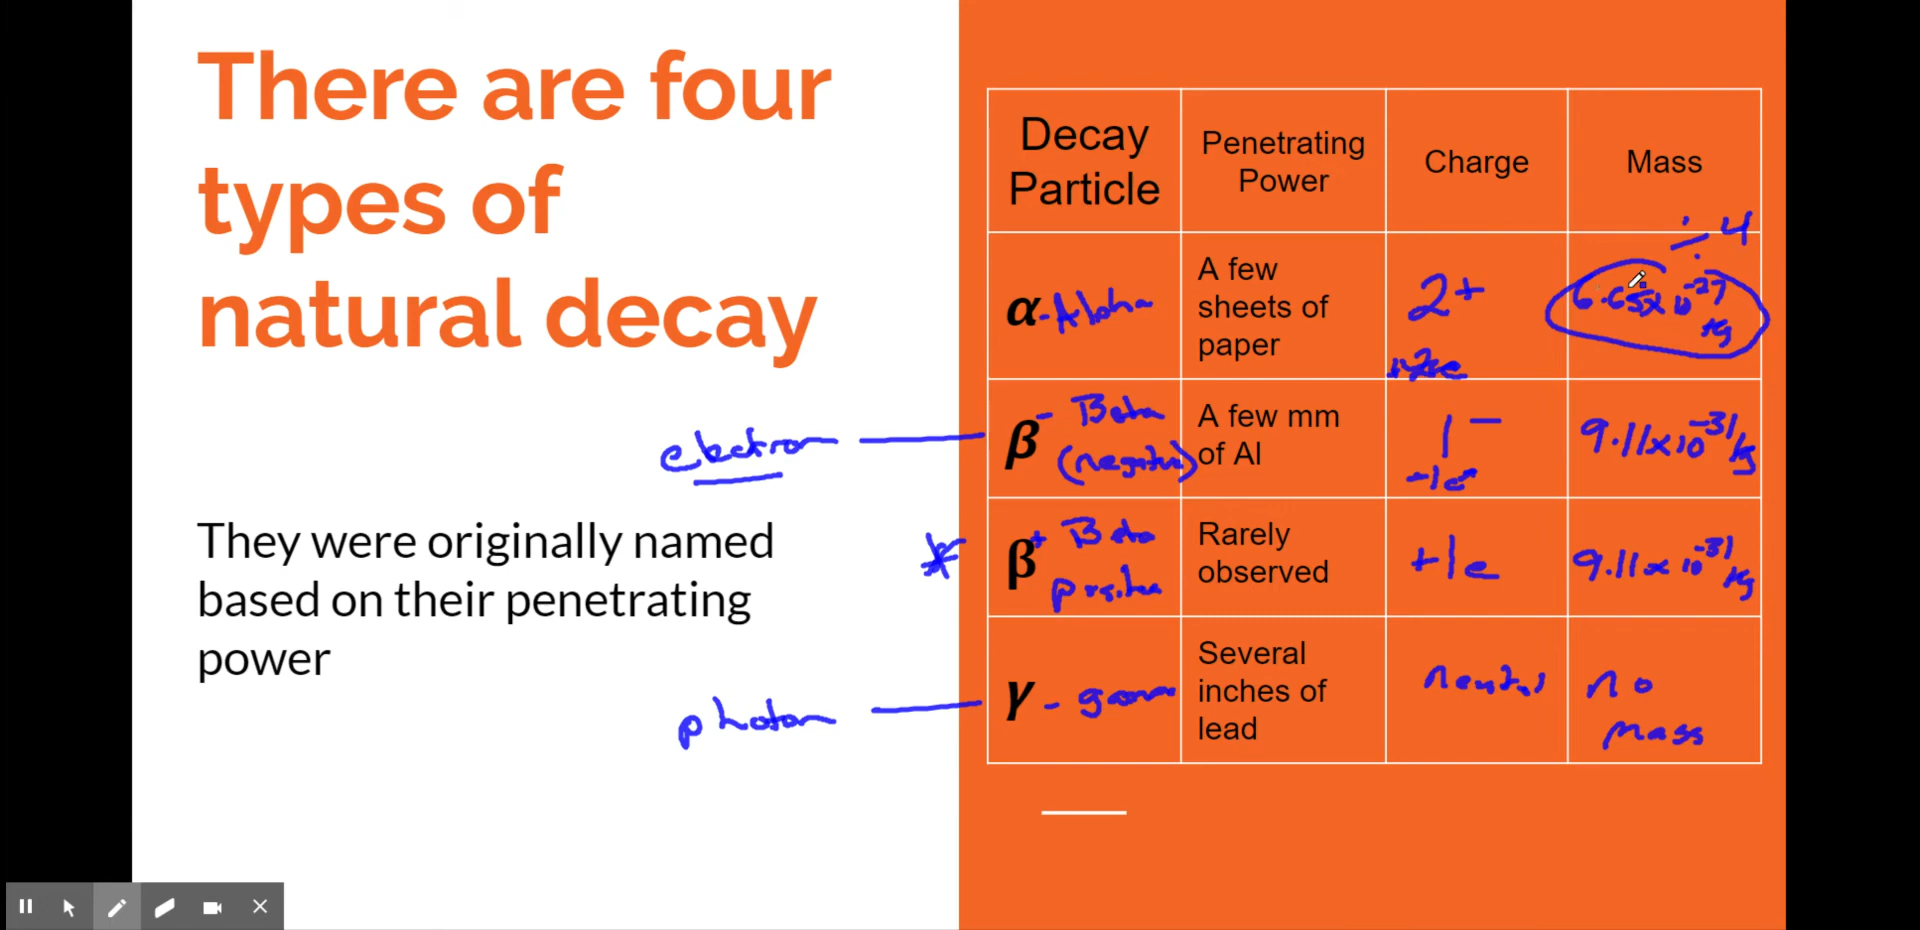 There are four
types of
natural decay
They were originally named
based on their penetrating
power
electron
photon
Decay
Particle
Penetrating
Power
Charge
Mass
÷ 4
α - Alpha
A few
sheets of
paper
2+
6.65x10⁻²⁷
kg
β⁻ Beta
(negative)
A few mm
of Al
1⁻
-1e
9.11x10⁻³¹ kg
* β⁺ Beta
positive
Rarely
observed
+1e
9.11x10⁻³¹ kg
γ - gamma
Several
inches of
lead
neutral
no
mass